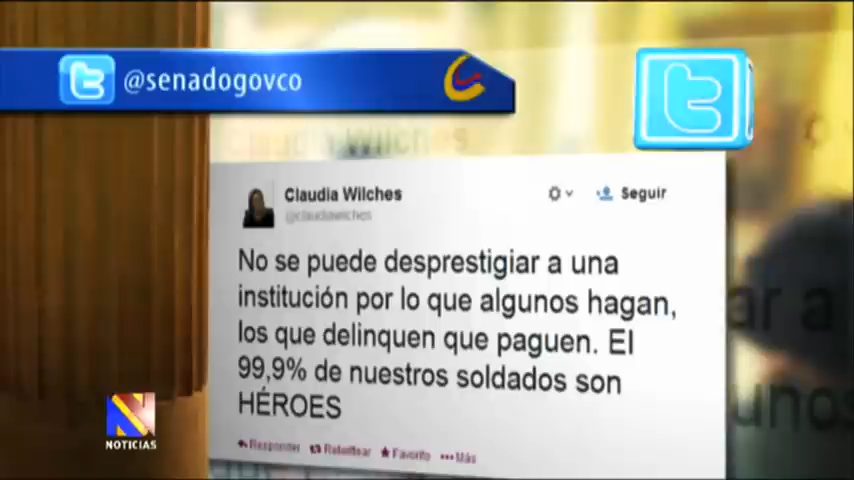 @senadogovco
Claudia Wilches
@claudiawilches
Seguir
No se puede desprestigiar a una
institución por lo que algunos hagan,
los que delinquen que paguen. El
99,9% de nuestros soldados son
HÉROES
Responder Retwittear Favorito Más
NOTICIAS